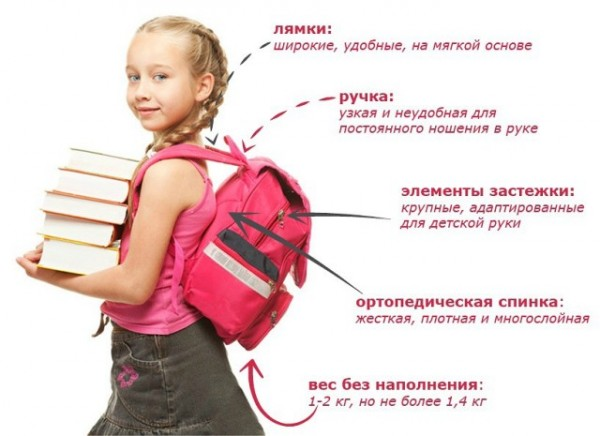 лямки:
широкие, удобные, на мягкой основе
ручка:
узкая и неудобная для
постоянного ношения в руке
элементы застежки:
крупные, адаптированные
для детской руки
ортопедическая спинка:
жесткая, плотная и многослойная
вес без наполнения:
1-2 кг, но не более 1,4 кг